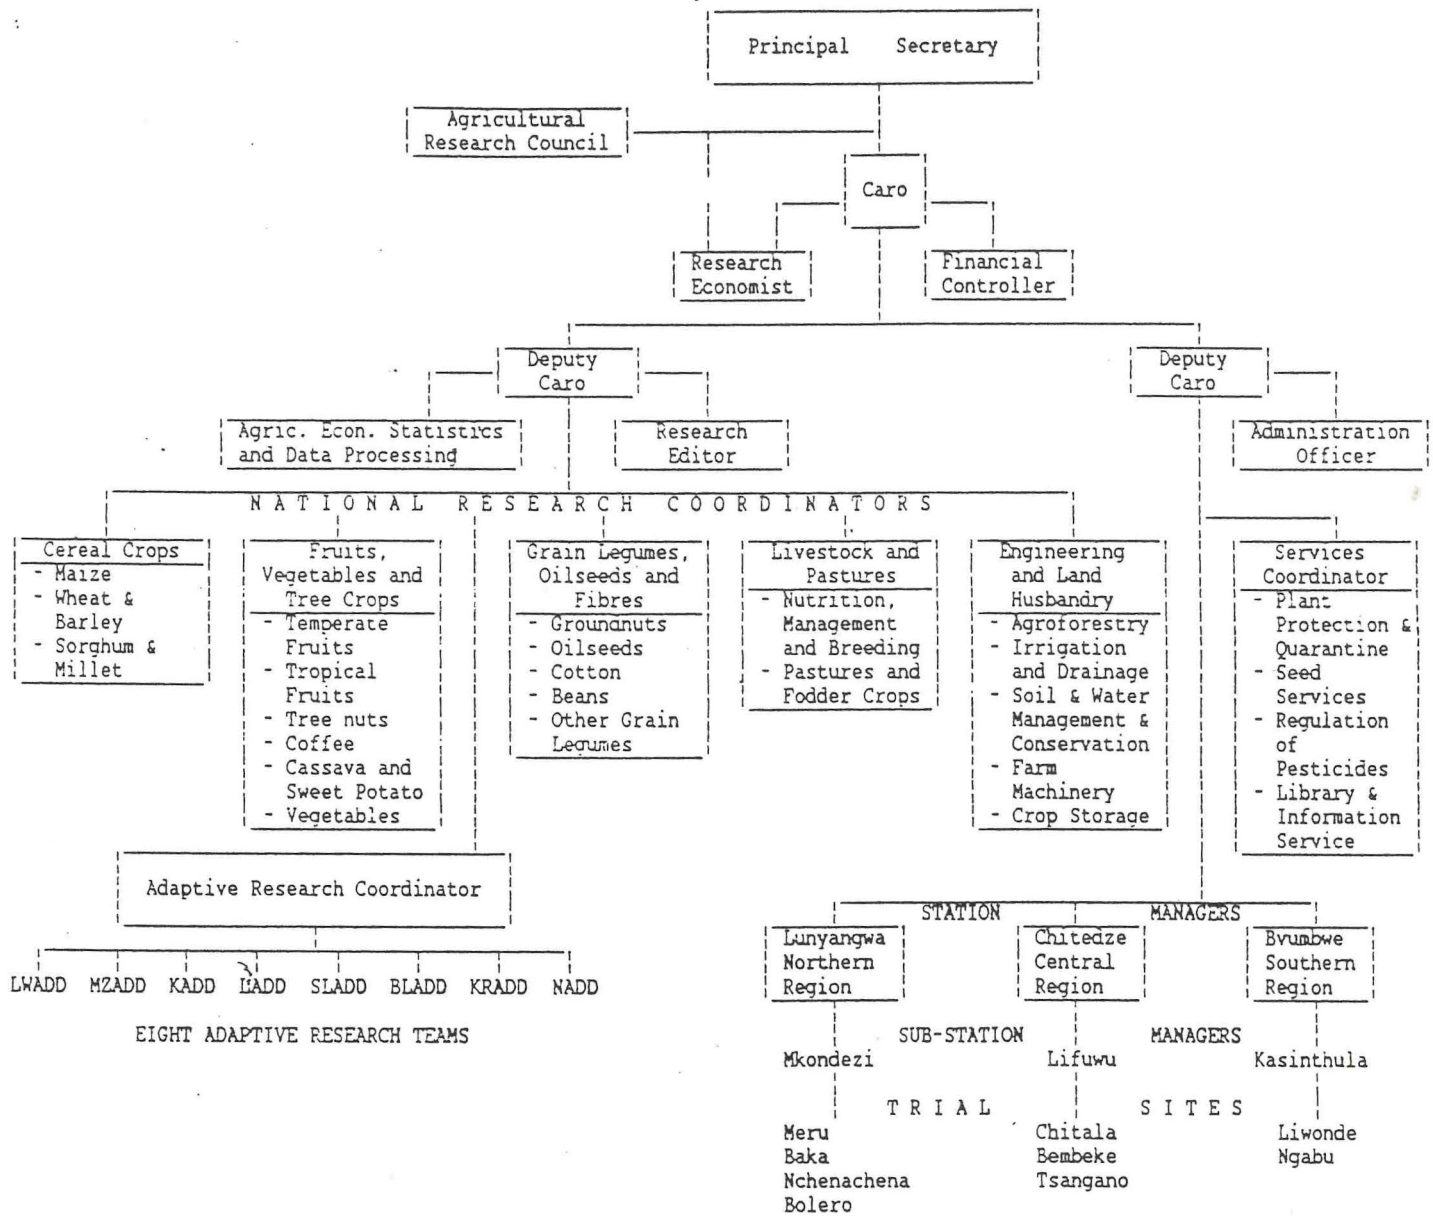 Principal Secretary
Agricultural
Research Council
Caro
Research
Economist
Financial
Controller
Deputy
Caro
Deputy
Caro
Agric. Econ. Statistics
and Data Processing
Research
Editor
Administration
Officer
NATIONAL RESEARCH COORDINATORS
Cereal Crops
- Maize
- Wheat &
Barley
- Sorghum &
Millet
Fruits,
Vegetables and
Tree Crops
- Temperate
Fruits
- Tropical
Fruits
- Tree nuts
- Coffee
- Cassava and
Sweet Potato
- Vegetables
Grain Legumes,
Oilseeds and
Fibres
- Groundnuts
- Oilseeds
- Cotton
- Beans
- Other Grain
Legumes
Livestock and
Pastures
- Nutrition,
Management
and Breeding
- Pastures and
Fodder Crops
Engineering
and Land
Husbandry
- Agroforestry
- Irrigation
and Drainage
- Soil & Water
Management &
Conservation
- Farm
Machinery
- Crop Storage
Services
Coordinator
- Plant
Protection &
Quarantine
- Seed
Services
- Regulation
of
Pesticides
- Library &
Information
Service
Adaptive Research Coordinator
LWADD MZADD KADD LADD SLADD BLADD KRADD NADD
EIGHT ADAPTIVE RESEARCH TEAMS
STATION MANAGERS
Lunyangwa
Northern
Region
Chitedze
Central
Region
Bvumbwe
Southern
Region
SUB-STATION MANAGERS
Mkondezi Lifuwu Kasinthula
TRIAL SITES
Meru
Baka
Nchenachena
Bolero
Chitala
Bembeke
Tsangano
Liwonde
Ngabu